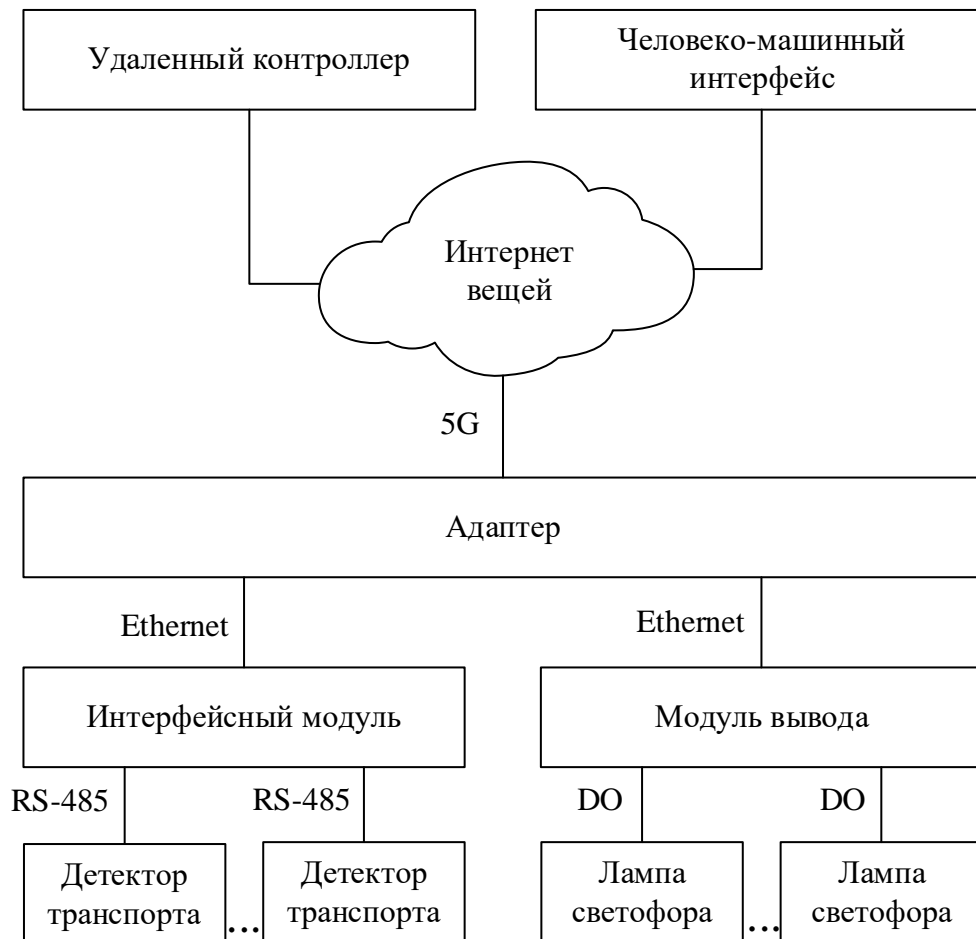 Удаленный контроллер
Человеко-машинный
интерфейс
Интернет
вещей
5G
Адаптер
Ethernet
Ethernet
Интерфейсный модуль
Модуль вывода
RS-485
RS-485
DO
DO
Детектор
транспорта
...
Детектор
транспорта
Лампа
светофора
...
Лампа
светофора